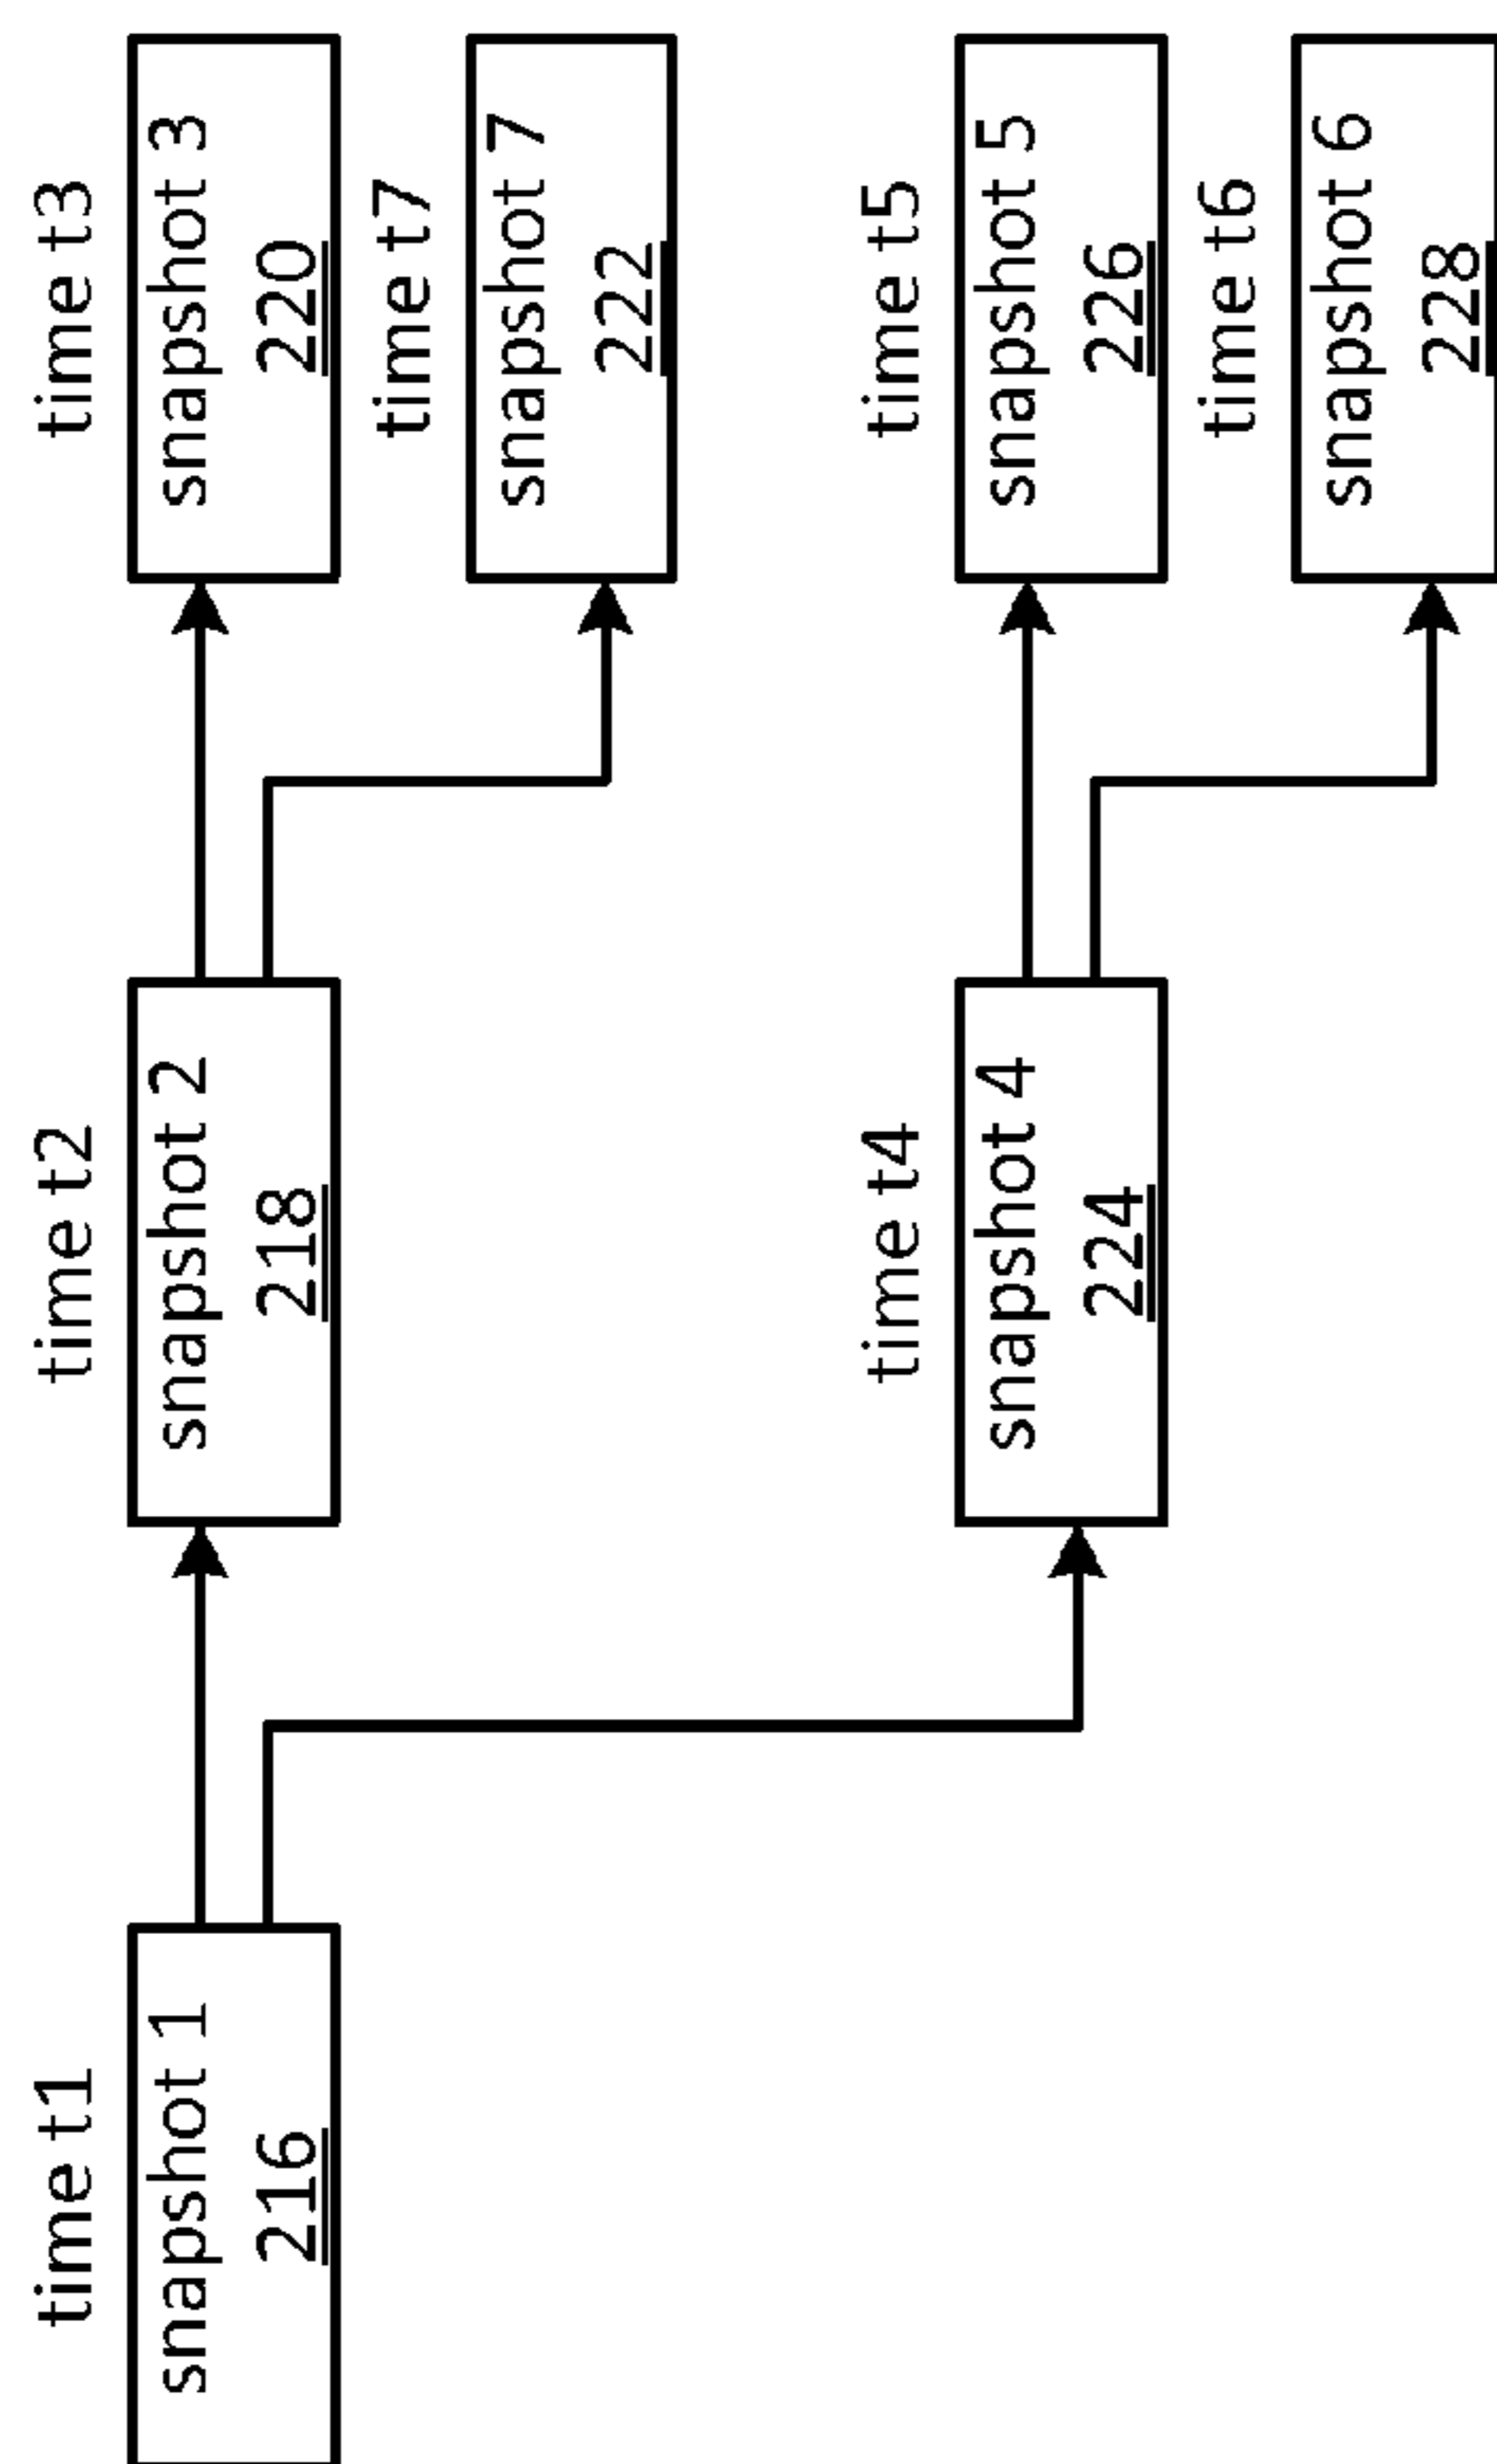 time t1
snapshot 1
216
time t2
snapshot 2
218
time t3
snapshot 3
220
time t7
snapshot 7
222
time t4
snapshot 4
224
time t5
snapshot 5
226
time t6
snapshot 6
228